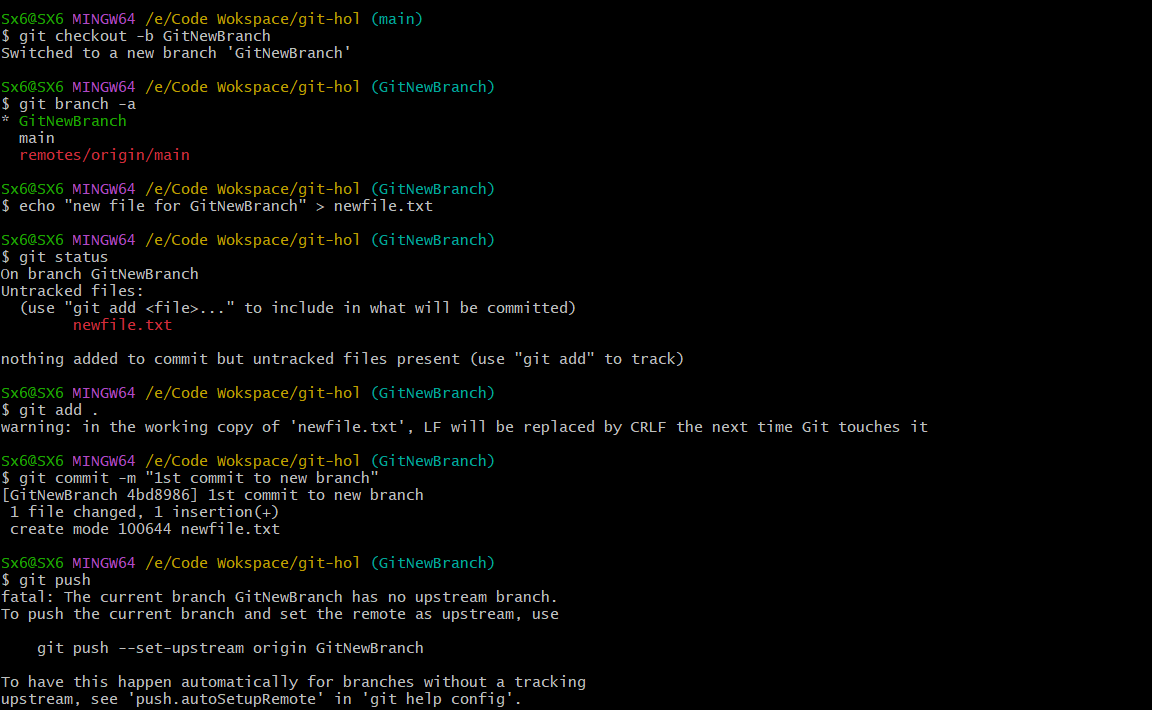 Sx6@SX6 MINGW64 /e/Code Wokspace/git-hol (main)
$ git checkout -b GitNewBranch
Switched to a new branch 'GitNewBranch'
Sx6@SX6 MINGW64 /e/Code Wokspace/git-hol (GitNewBranch)
$ git branch -a
* GitNewBranch
  main
  remotes/origin/main
Sx6@SX6 MINGW64 /e/Code Wokspace/git-hol (GitNewBranch)
$ echo "new file for GitNewBranch" > newfile.txt
Sx6@SX6 MINGW64 /e/Code Wokspace/git-hol (GitNewBranch)
$ git status
On branch GitNewBranch
Untracked files:
  (use "git add <file>..." to include in what will be committed)
        newfile.txt
nothing added to commit but untracked files present (use "git add" to track)
Sx6@SX6 MINGW64 /e/Code Wokspace/git-hol (GitNewBranch)
$ git add .
warning: in the working copy of 'newfile.txt', LF will be replaced by CRLF the next time Git touches it
Sx6@SX6 MINGW64 /e/Code Wokspace/git-hol (GitNewBranch)
$ git commit -m "1st commit to new branch"
[GitNewBranch 4bd8986] 1st commit to new branch
 1 file changed, 1 insertion(+)
 create mode 100644 newfile.txt
Sx6@SX6 MINGW64 /e/Code Wokspace/git-hol (GitNewBranch)
$ git push
fatal: The current branch GitNewBranch has no upstream branch.
To push the current branch and set the remote as upstream, use
    git push --set-upstream origin GitNewBranch
To have this happen automatically for branches without a tracking
upstream, see 'push.autoSetupRemote' in 'git help config'.